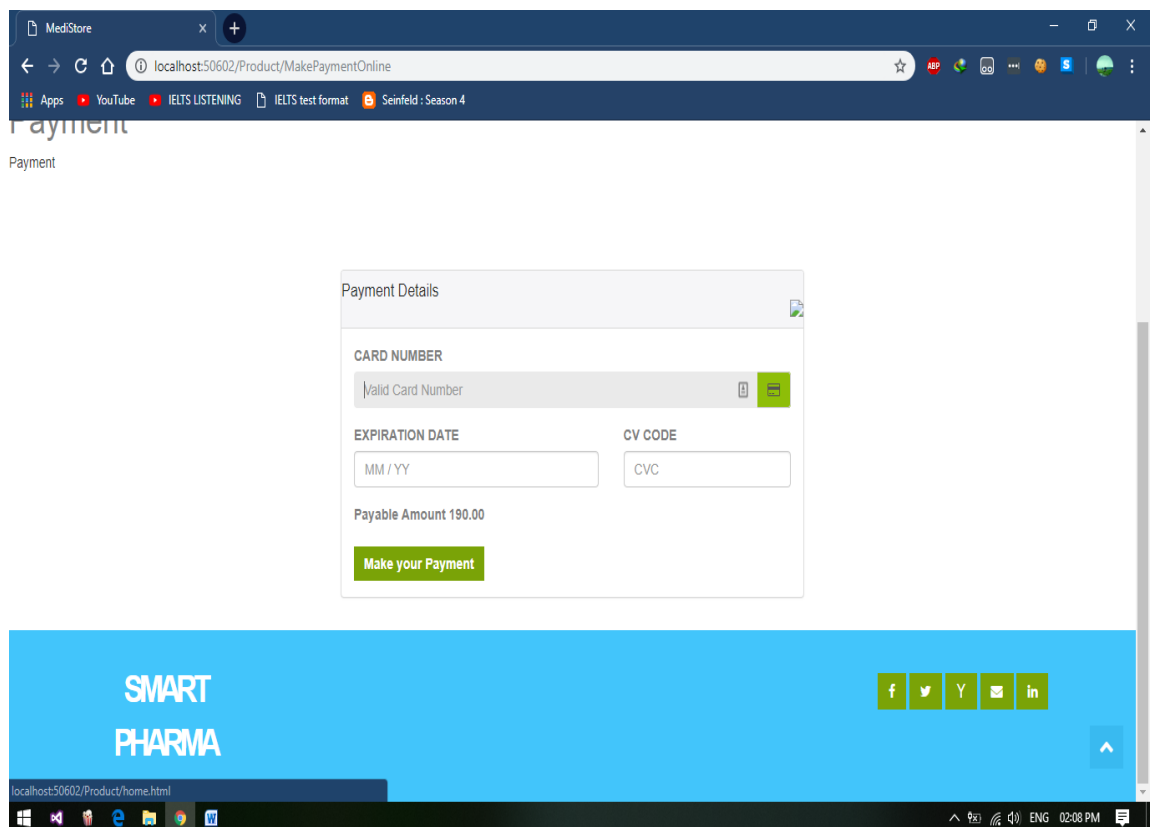 MediStore
localhost:50602/Product/MakePaymentOnline
ABP
S
Apps YouTube IELTS LISTENING IELTS test format Seinfeld : Season 4
Payment
Payment
Payment Details
CARD NUMBER
Valid Card Number
EXPIRATION DATE CV CODE
MM / YY CVC
Payable Amount 190.00
Make your Payment
SMART
PHARMA
localhost:50602/Product/home.html
ENG 02:08 PM